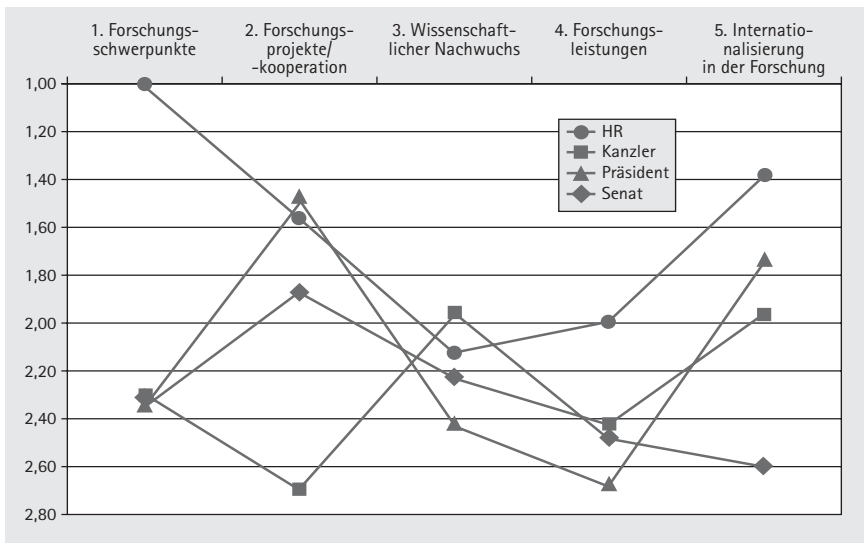 1. Forschungs-
schwerpunkte
2. Forschungs-
projekte/
-kooperation
3. Wissenschaft-
licher Nachwuchs
4. Forschungs-
leistungen
5. Internatio-
nalisierung
in der Forschung
1,00
1,20
1,40
1,60
1,80
2,00
2,20
2,40
2,60
2,80
HR
Kanzler
Präsident
Senat